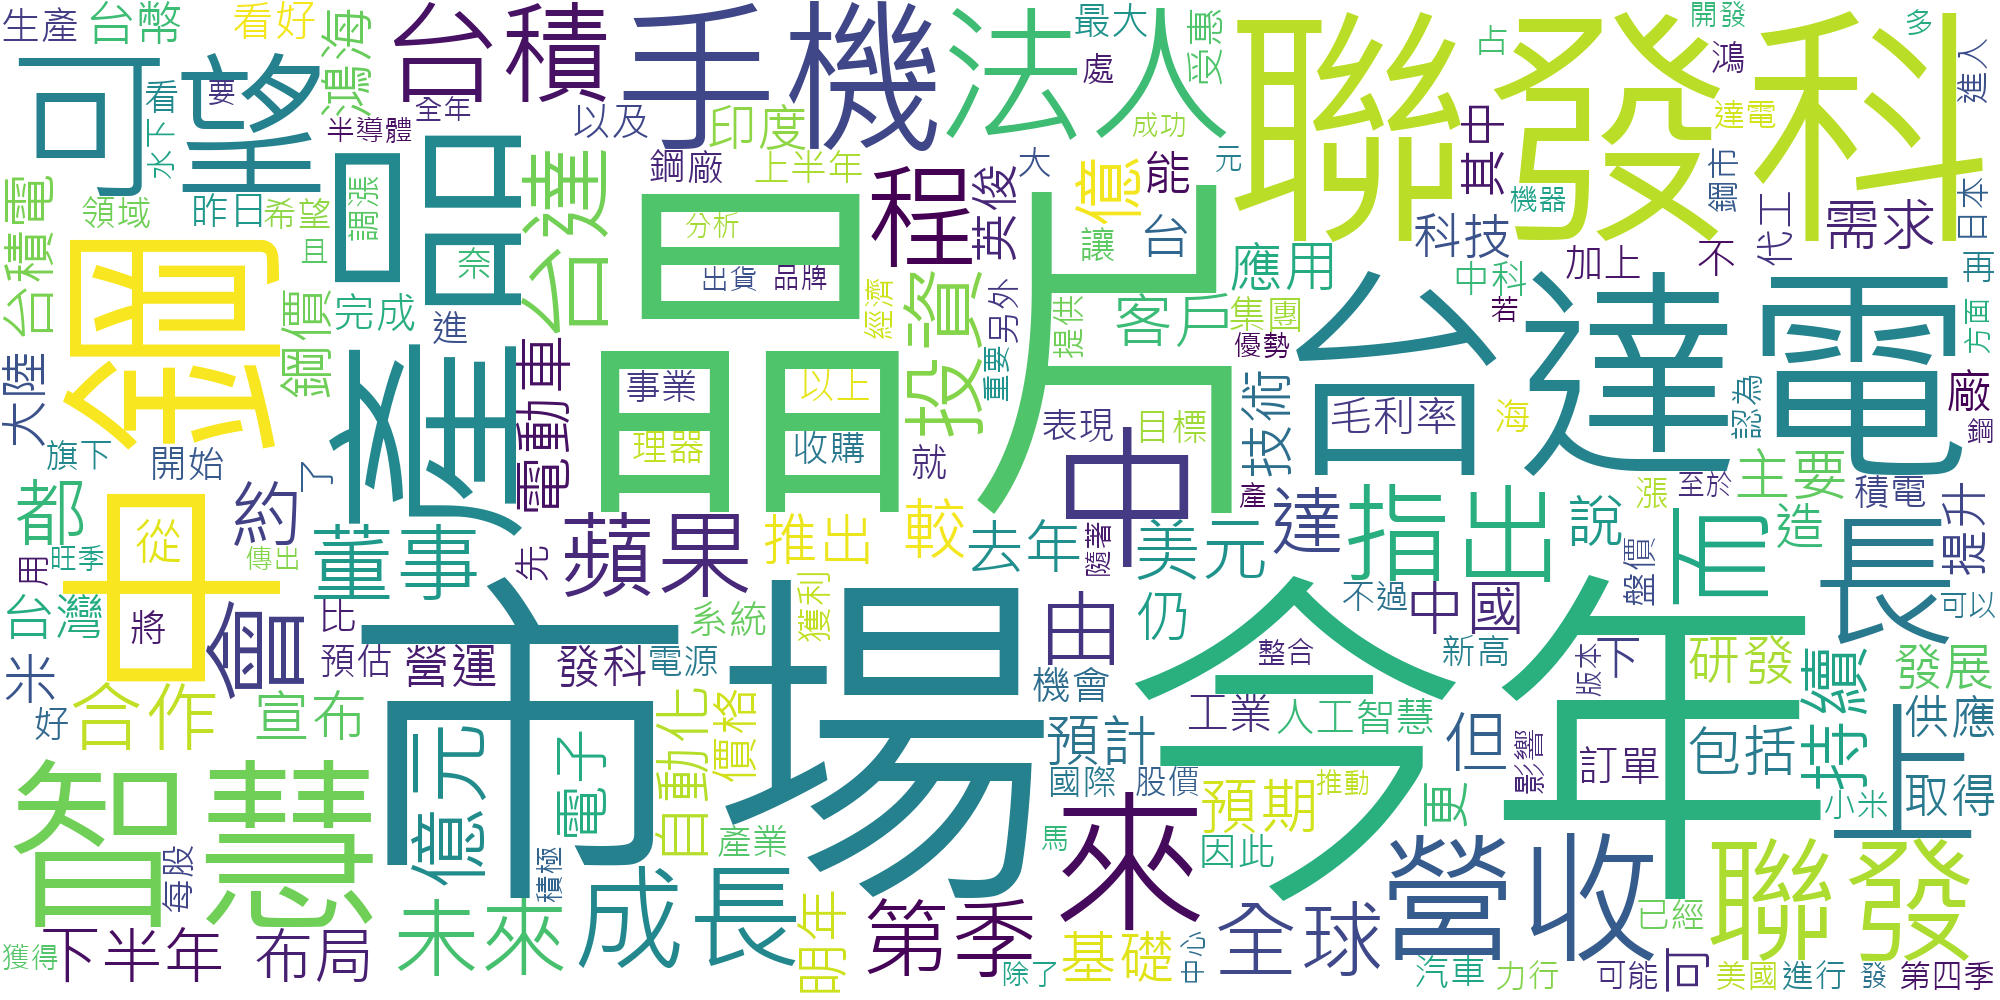 生產
台幣
看好
鴻海
台積
手機
法人
最大
處
受惠
聯發科
占
開發
鴻
多
進入
可望
水下看
要
全年
半導體
以及
印度
鋼廠
上半年
成功
大
元
億
能
其中
達電
機器
鋼市
台積電
領域
昨日
希望
且
調漲
產品
奈
台達
晶片
分析
出貨
品牌
程
英俊
讓
台
科技
代工
需求
日本
再
方面
鋼
鋼價
完成
進
經濟
投資
另外
提供
重要
客戶
應用
集團
優勢
中科
若
加上
不
台達電
大陸
旗下
開始
了
電動車
事業
以上
理器
收購
就
表現
目標
技術
毛利率
海
認為
廠
鋼
都
旺季
用
中
從
傳出
約
董事
先
蘋果
推出
較
去年
中
隨著
美元
產
達
指出
說
漲
至於
主要
積電
造
提升
台灣
將
會
比
預估
營運
市場
發科
電源
系統
獲利
由
仍
今年
不過
中國
盤價
而
長
可以
米
好
合作
宣布
億元
電子
自動化
價格
機會
工業
整合
人工智慧
新高
版本
下
研發
持續
發展
供應
智慧
每股
積極
產業
預計
國際
股價
預期
推動
但
更
影響
訂單
包括
小米
上
取得
獲得
下半年
布局
未來
成長
明年
第季
馬
來
因此
除了
基礎
中心
全球
營收
汽車
力行
已經
可能
可
聯發
美國
進行
發
第四季